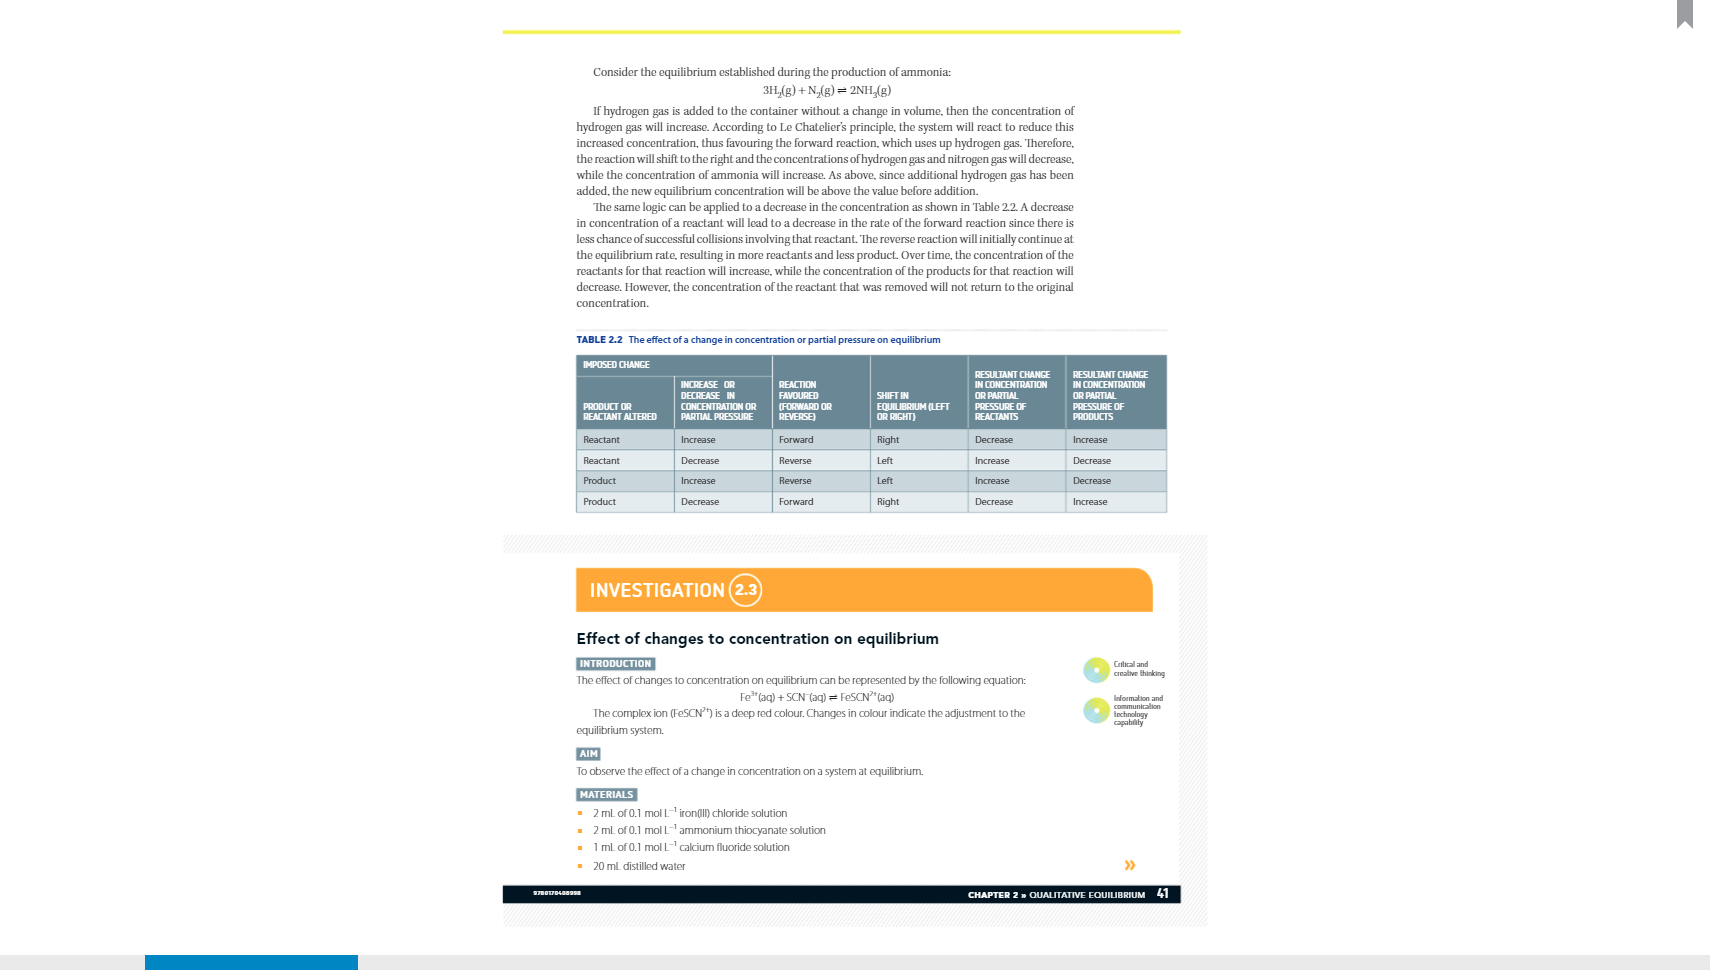 Consider the equilibrium established during the production of ammonia:
3H₂(g) + N₂(g) ⇌ 2NH₃(g)
If hydrogen gas is added to the container without a change in volume, then the concentration of
hydrogen gas will increase. According to Le Chatelier's principle, the system will react to reduce this
increased concentration, thus favouring the forward reaction, which uses up hydrogen gas. Therefore,
the reaction will shift to the right and the concentrations of hydrogen gas and nitrogen gas will decrease,
while the concentration of ammonia will increase. As above, since additional hydrogen gas has been
added, the new equilibrium concentration will be above the value before addition.
The same logic can be applied to a decrease in the concentration as shown in Table 2.2. A decrease
in concentration of a reactant will lead to a decrease in the rate of the forward reaction since there is
less chance of successful collisions involving that reactant. The reverse reaction will initially continue at
the equilibrium rate, resulting in more reactants and less product. Over time, the concentration of the
reactants for that reaction will increase, while the concentration of the products for that reaction will
decrease. However, the concentration of the reactant that was removed will not return to the original
concentration.
TABLE 2.2 The effect of a change in concentration or partial pressure on equilibrium
IMPOSED CHANGE
PRODUCT OR
REACTANT ALTERED
INCREASE OR
DECREASE IN
CONCENTRATION OR
PARTIAL PRESSURE
REACTION
FAVOURED
(FORWARD OR
REVERSE)
SHIFT IN
EQUILIBRIUM (LEFT
OR RIGHT)
RESULTANT CHANGE
IN CONCENTRATION
OR PARTIAL
PRESSURE OF
REACTANTS
RESULTANT CHANGE
IN CONCENTRATION
OR PARTIAL
PRESSURE OF
PRODUCTS
Reactant Increase Forward Right Decrease Increase
Reactant Decrease Reverse Left Increase Decrease
Product Increase Reverse Left Increase Decrease
Product Decrease Forward Right Decrease Increase
INVESTIGATION 2.3
Effect of changes to concentration on equilibrium
INTRODUCTION
The effect of changes to concentration on equilibrium can be represented by the following equation:
Fe³⁺(aq) + SCN⁻(aq) ⇌ FeSCN²⁺(aq)
The complex ion (FeSCN²⁺) is a deep red colour. Changes in colour indicate the adjustment to the
equilibrium system.
Critical and
creative thinking
Information and
communication
technology
capability
AIM
To observe the effect of a change in concentration on a system at equilibrium.
MATERIALS
▪ 2 mL of 0.1 mol L⁻¹ iron(III) chloride solution
▪ 2 mL of 0.1 mol L⁻¹ ammonium thiocyanate solution
▪ 1 mL of 0.1 mol L⁻¹ calcium fluoride solution
▪ 20 mL distilled water
»
9780170408998 CHAPTER 2 » QUALITATIVE EQUILIBRIUM 41